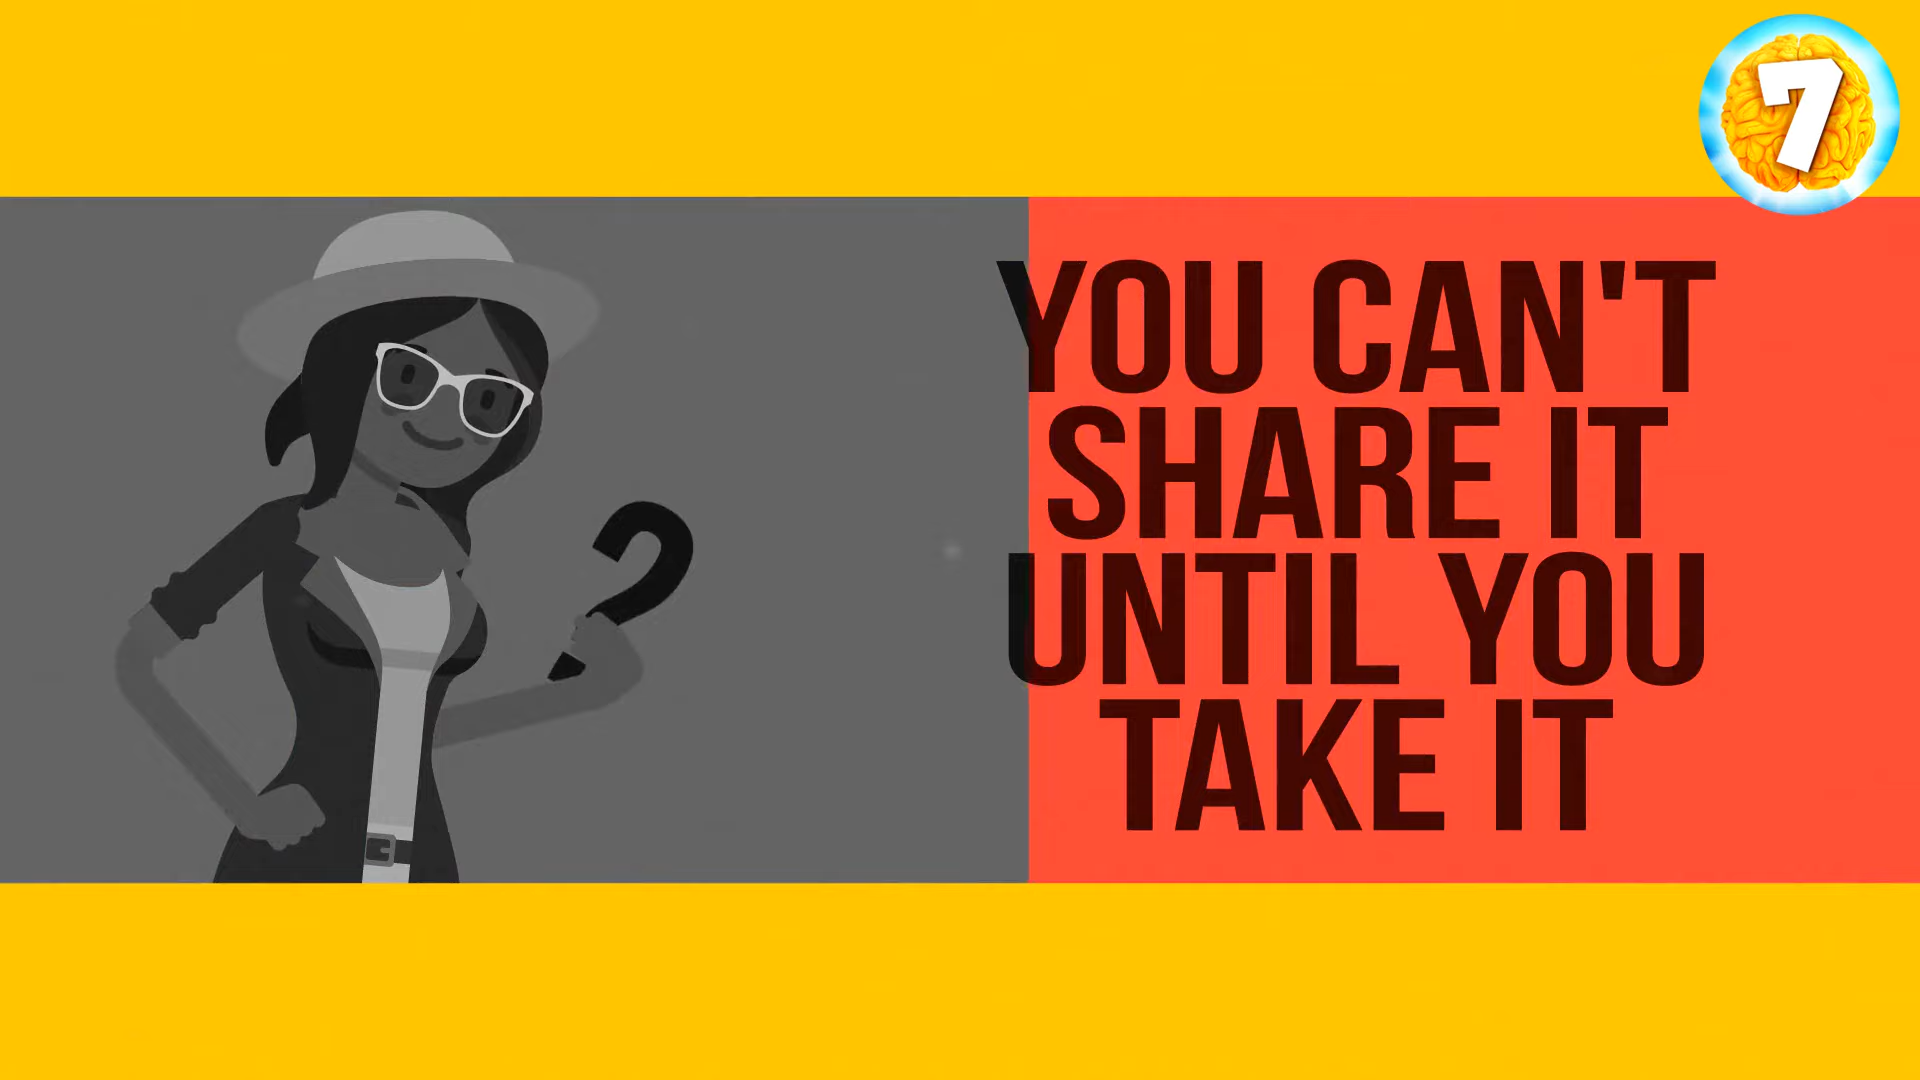 7
YOU CAN'T
SHARE IT
UNTIL YOU
TAKE IT
?